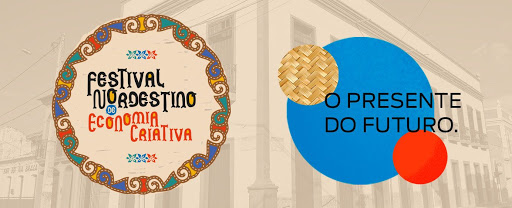 FESTIVAL
NORDESTINO
DE
ECONOMIA
CRIATIVA
O PRESENTE
DO FUTURO.